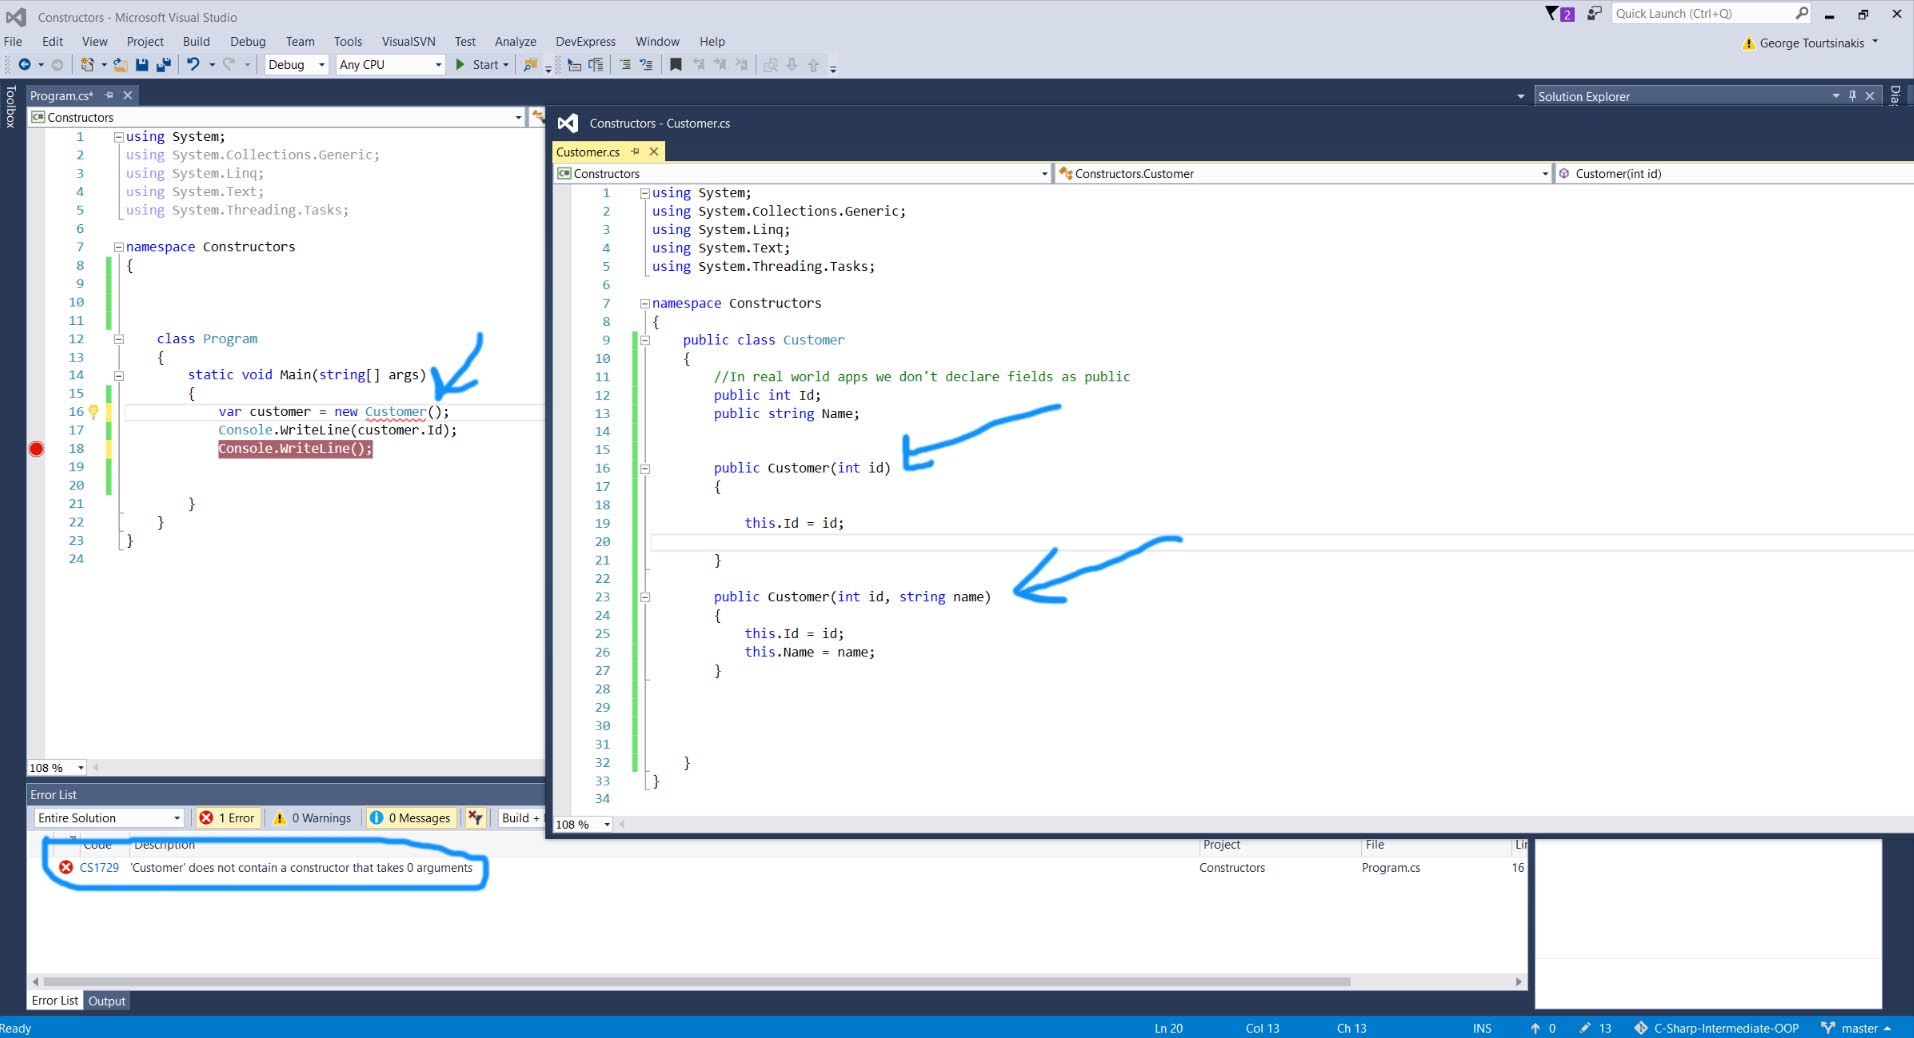 Constructors - Microsoft Visual Studio
2
Quick Launch (Ctrl+Q)
File Edit View Project Build Debug Team Tools VisualSVN Test Analyze DevExpress Window Help
George Tourtsinakis
Debug Any CPU Start
Toolbox
Program.cs*
Constructors
1 using System;
2 using System.Collections.Generic;
3 using System.Linq;
4 using System.Text;
5 using System.Threading.Tasks;
6
7 namespace Constructors
8 {
9
10
11
12 class Program
13 {
14 static void Main(string[] args)
15 {
16 var customer = new Customer();
17 Console.WriteLine(customer.Id);
18 Console.WriteLine();
19
20
21 }
22 }
23 }
24
108 %
Constructors - Customer.cs
Customer.cs
Constructors Constructors.Customer Customer(int id)
1 using System;
2 using System.Collections.Generic;
3 using System.Linq;
4 using System.Text;
5 using System.Threading.Tasks;
6
7 namespace Constructors
8 {
9 public class Customer
10 {
11 //In real world apps we don't declare fields as public
12 public int Id;
13 public string Name;
14
15
16 public Customer(int id)
17 {
18
19 this.Id = id;
20
21 }
22
23 public Customer(int id, string name)
24 {
25 this.Id = id;
26 this.Name = name;
27 }
28
29
30
31
32 }
33 }
34
108 %
Solution Explorer
Error List
Entire Solution 1 Error 0 Warnings 0 Messages Build +
Code Description Project File
CS1729 'Customer' does not contain a constructor that takes 0 arguments Constructors Program.cs 16
Error List Output
Ready Ln 20 Col 13 Ch 13 INS 0 13 C-Sharp-Intermediate-OOP master